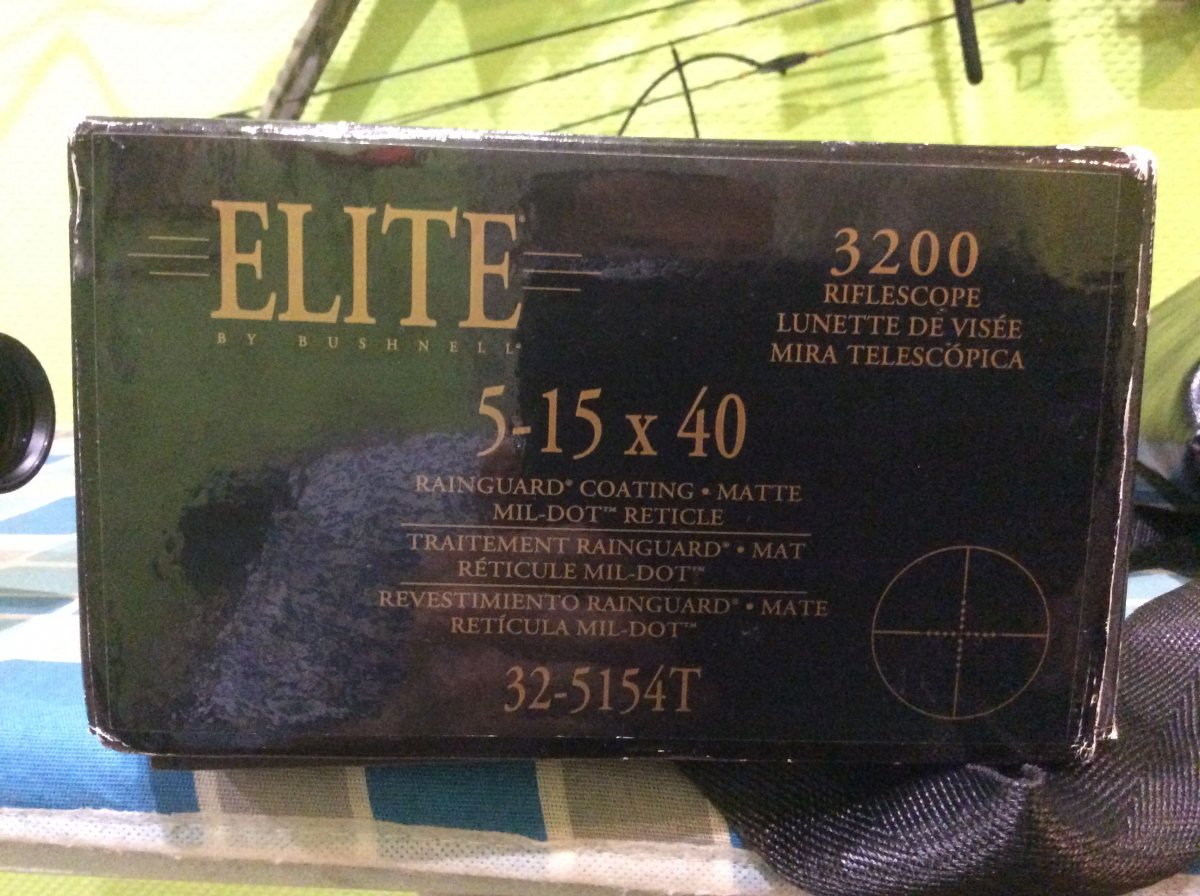 ELITE®
BY BUSHNELL®
3200
RIFLESCOPE
LUNETTE DE VISÉE
MIRA TELESCÓPICA
5-15 x 40
RAINGUARD® COATING • MATTE
MIL-DOT™ RETICLE
TRAITEMENT RAINGUARD® • MAT
RÉTICULE MIL-DOT™
REVESTIMIENTO RAINGUARD® • MATE
RETÍCULA MIL-DOT™
32-5154T